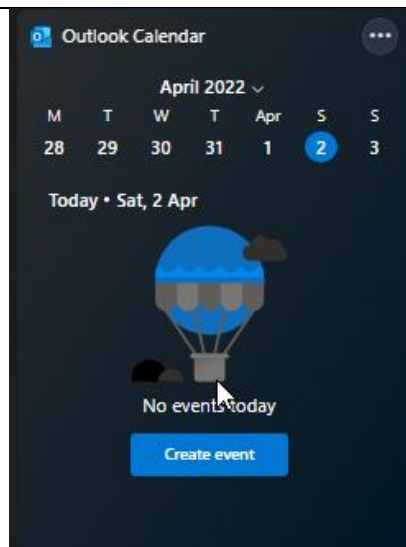 Outlook Calendar
April 2022
M T W T Apr S S
28 29 30 31 1 2 3
Today • Sat, 2 Apr
No events today
Create event